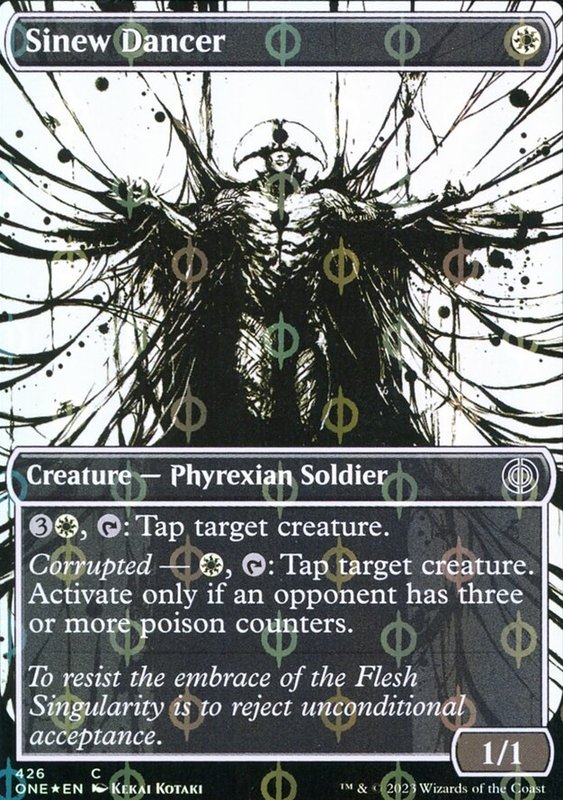 Sinew Dancer
Creature — Phyrexian Soldier
3, : Tap target creature.
Corrupted — , : Tap target creature.
Activate only if an opponent has three
or more poison counters.
To resist the embrace of the Flesh
Singularity is to reject unconditional
acceptance.
1/1
426 C
ONE★EN Kekai Kotaki
™ & © 2023 Wizards of the Coast